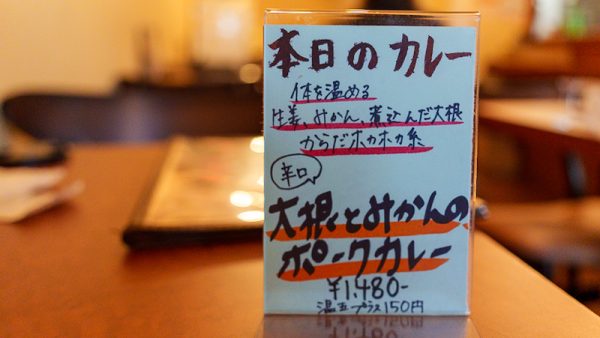 本日のカレー
体を温める
生姜、みかん、煮込んだ大根
からだポカポカ系
辛口
大根とみかんの
ポークカレー
¥1,480-
温玉プラス150円